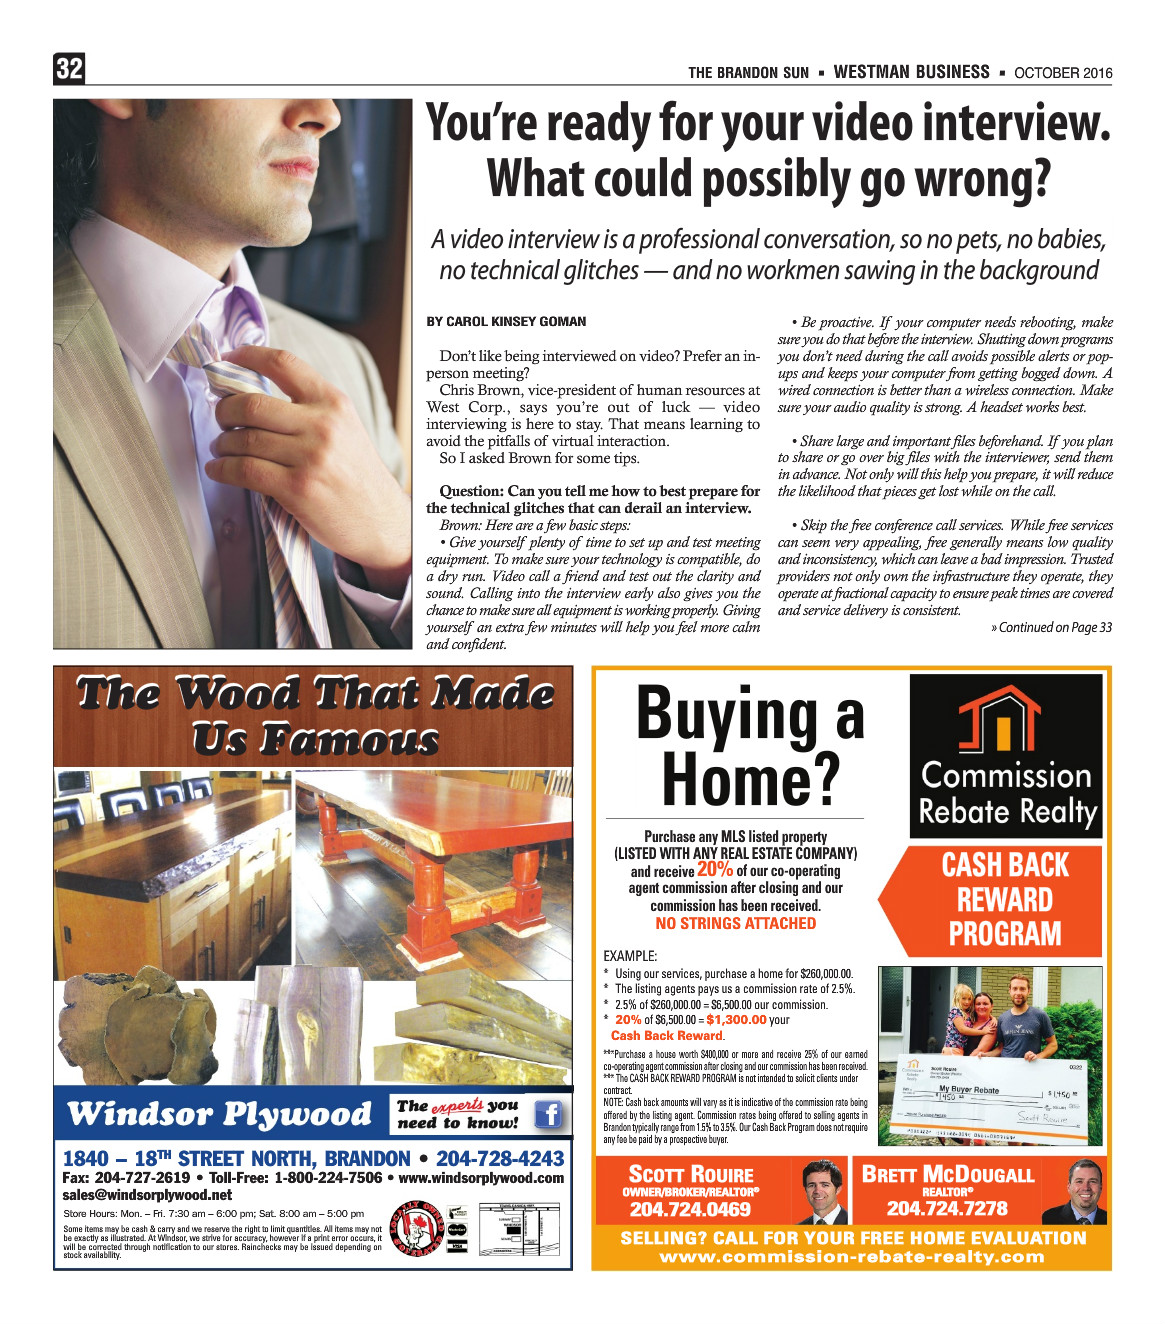 32
THE BRANDON SUN ▪ WESTMAN BUSINESS ▪ OCTOBER 2016
You're ready for your video interview.
What could possibly go wrong?
A video interview is a professional conversation, so no pets, no babies,
no technical glitches — and no workmen sawing in the background
BY CAROL KINSEY GOMAN
Don't like being interviewed on video? Prefer an in-
person meeting?
Chris Brown, vice-president of human resources at
West Corp., says you're out of luck — video
interviewing is here to stay. That means learning to
avoid the pitfalls of virtual interaction.
So I asked Brown for some tips.
Question: Can you tell me how to best prepare for
the technical glitches that can derail an interview.
Brown: Here are a few basic steps:
• Give yourself plenty of time to set up and test meeting
equipment. To make sure your technology is compatible, do
a dry run. Video call a friend and test out the clarity and
sound. Calling into the interview early also gives you the
chance to make sure all equipment is working properly. Giving
yourself an extra few minutes will help you feel more calm
and confident.
• Be proactive. If your computer needs rebooting, make
sure you do that before the interview. Shutting down programs
you don't need during the call avoids possible alerts or pop-
ups and keeps your computer from getting bogged down. A
wired connection is better than a wireless connection. Make
sure your audio quality is strong. A headset works best.
• Share large and important files beforehand. If you plan
to share or go over big files with the interviewer, send them
in advance. Not only will this help you prepare, it will reduce
the likelihood that pieces get lost while on the call.
• Skip the free conference call services. While free services
can seem very appealing, free generally means low quality
and inconsistency, which can leave a bad impression. Trusted
providers not only own the infrastructure they operate, they
operate at fractional capacity to ensure peak times are covered
and service delivery is consistent.
» Continued on Page 33
The Wood That Made
Us Famous
Windsor Plywood
The experts you
need to know!
f
1840 – 18TH STREET NORTH, BRANDON • 204-728-4243
Fax: 204-727-2619 • Toll-Free: 1-800-224-7506 • www.windsorplywood.com
sales@windsorplywood.net
Store Hours: Mon. – Fri. 7:30 am – 6:00 pm; Sat. 8:00 am – 5:00 pm
Some items may be cash & carry and we reserve the right to limit quantities. All items may not
be exactly as illustrated. At Windsor, we strive for accuracy, however if a print error occurs, it
will be corrected through notification to our stores. Rainchecks may be issued depending on
stock availability.
LOCALLY OWNED
OPERATED
VISA
Buying a
Home?
Commission
Rebate Realty
Purchase any MLS listed property
(LISTED WITH ANY REAL ESTATE COMPANY)
and receive 20% of our co-operating
agent commission after closing and our
commission has been received.
NO STRINGS ATTACHED
CASH BACK
REWARD
PROGRAM
EXAMPLE:
* Using our services, purchase a home for $260,000.00.
* The listing agents pays us a commission rate of 2.5%.
* 2.5% of $260,000.00 = $6,500.00 our commission.
* 20% of $6,500.00 = $1,300.00 your
Cash Back Reward.
***Purchase a house worth $400,000 or more and receive 25% of our earned
co-operating agent commission after closing and our commission has been received.
*** The CASH BACK REWARD PROGRAM is not intended to solicit clients under
contract.
NOTE: Cash back amounts will vary as it is indicative of the commission rate being
offered by the listing agent. Commission rates being offered to selling agents in
Brandon typically range from 1.5% to 3.5%. Our Cash Back Program does not require
any fee be paid by a prospective buyer.
Scott Rouire
0322
My Buyer Rebate
$ 1,450
Scott Rouire
SCOTT ROUIRE
OWNER/BROKER/REALTOR®
204.724.0469
BRETT MCDOUGALL
REALTOR®
204.724.7278
SELLING? CALL FOR YOUR FREE HOME EVALUATION
www.commission-rebate-realty.com